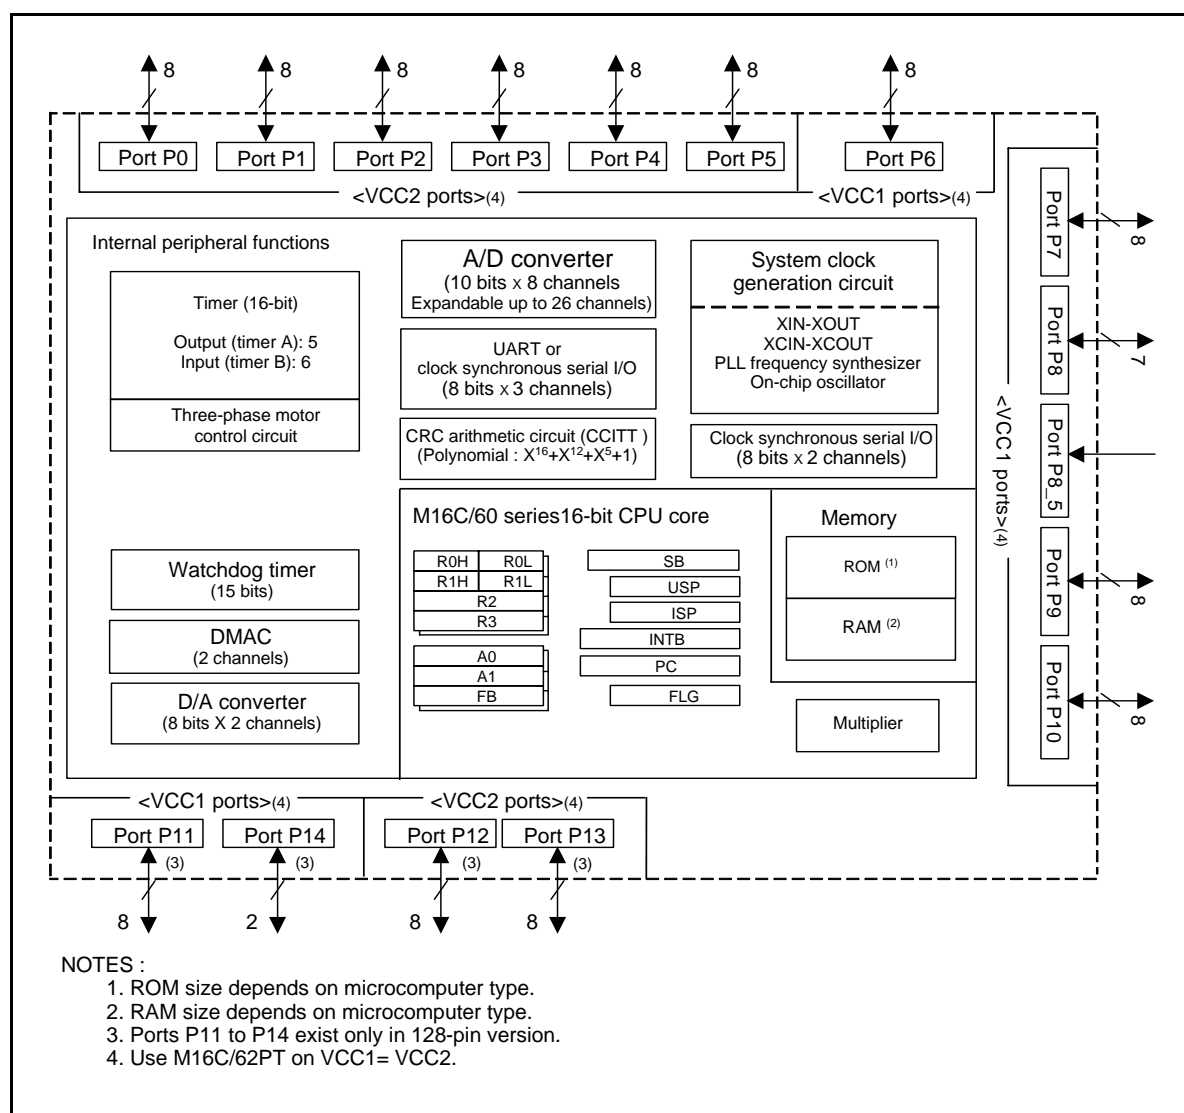 8 8 8 8 8 8 8
Port P0 Port P1 Port P2 Port P3 Port P4 Port P5 Port P6
<VCC2 ports>(4) <VCC1 ports>(4)
Internal peripheral functions
Timer (16-bit)
Output (timer A): 5
Input (timer B): 6
Three-phase motor
control circuit
A/D converter
(10 bits X 8 channels
Expandable up to 26 channels)
UART or
clock synchronous serial I/O
(8 bits X 3 channels)
CRC arithmetic circuit (CCITT )
(Polynomial : X16+X12+X5+1)
System clock
generation circuit
XIN-XOUT
XCIN-XCOUT
PLL frequency synthesizer
On-chip oscillator
Clock synchronous serial I/O
(8 bits X 2 channels)
Watchdog timer
(15 bits)
DMAC
(2 channels)
D/A converter
(8 bits X 2 channels)
M16C/60 series16-bit CPU core
R0H R0L
R1H R1L
R2
R3
A0
A1
FB
SB
USP
ISP
INTB
PC
FLG
Memory
ROM (1)
RAM (2)
Multiplier
<VCC1 ports>(4)
Port P7
8
Port P8
7
Port P8_5
Port P9
8
Port P10
8
<VCC1 ports>(4) <VCC2 ports>(4)
Port P11 Port P14 Port P12 Port P13
(3) (3) (3) (3)
8 2 8 8
NOTES :
1. ROM size depends on microcomputer type.
2. RAM size depends on microcomputer type.
3. Ports P11 to P14 exist only in 128-pin version.
4. Use M16C/62PT on VCC1= VCC2.